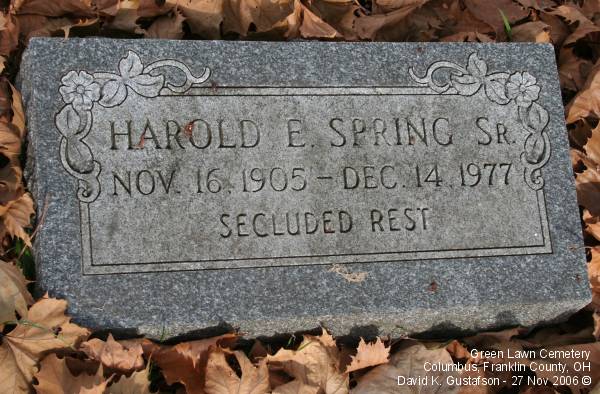 HAROLD E. SPRING SR.
NOV. 16, 1905 – DEC. 14, 1977
SECLUDED REST
Green Lawn Cemetery
Columbus, Franklin County, OH
David K. Gustafson - 27 Nov 2006 ©